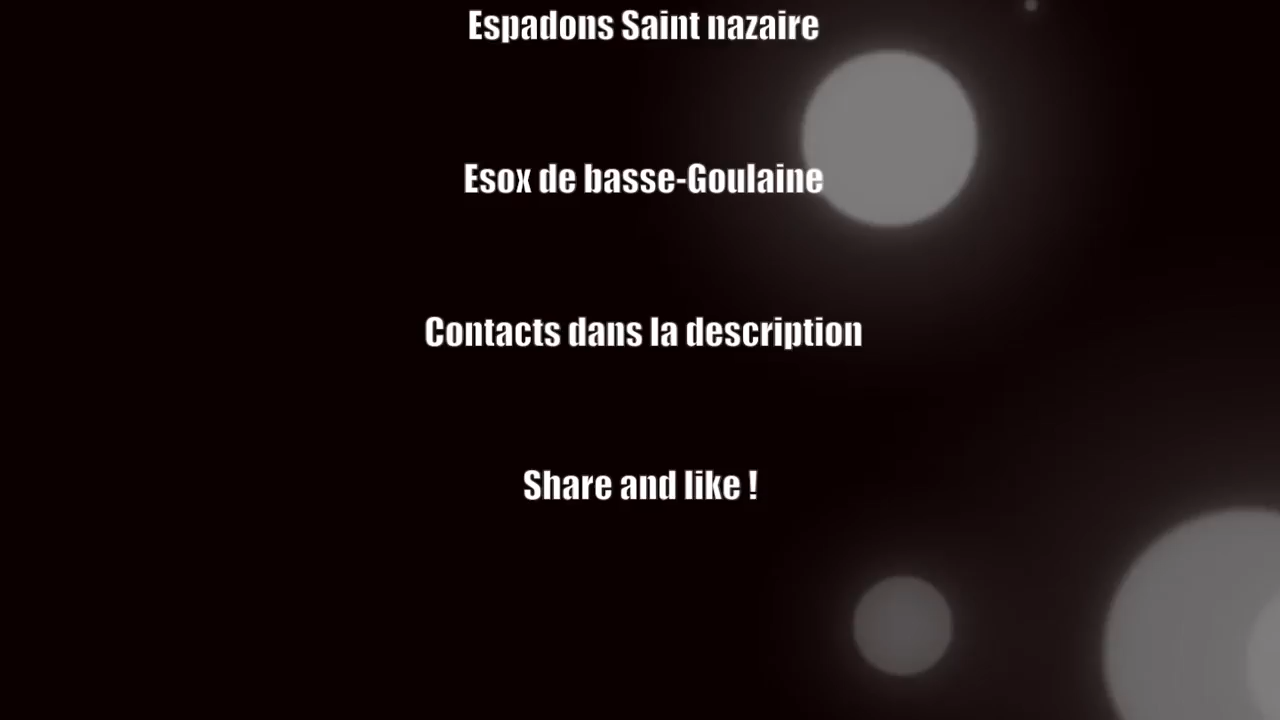 Espadons Saint nazaire
Esox de basse-Goulaine
Contacts dans la description
Share and like !